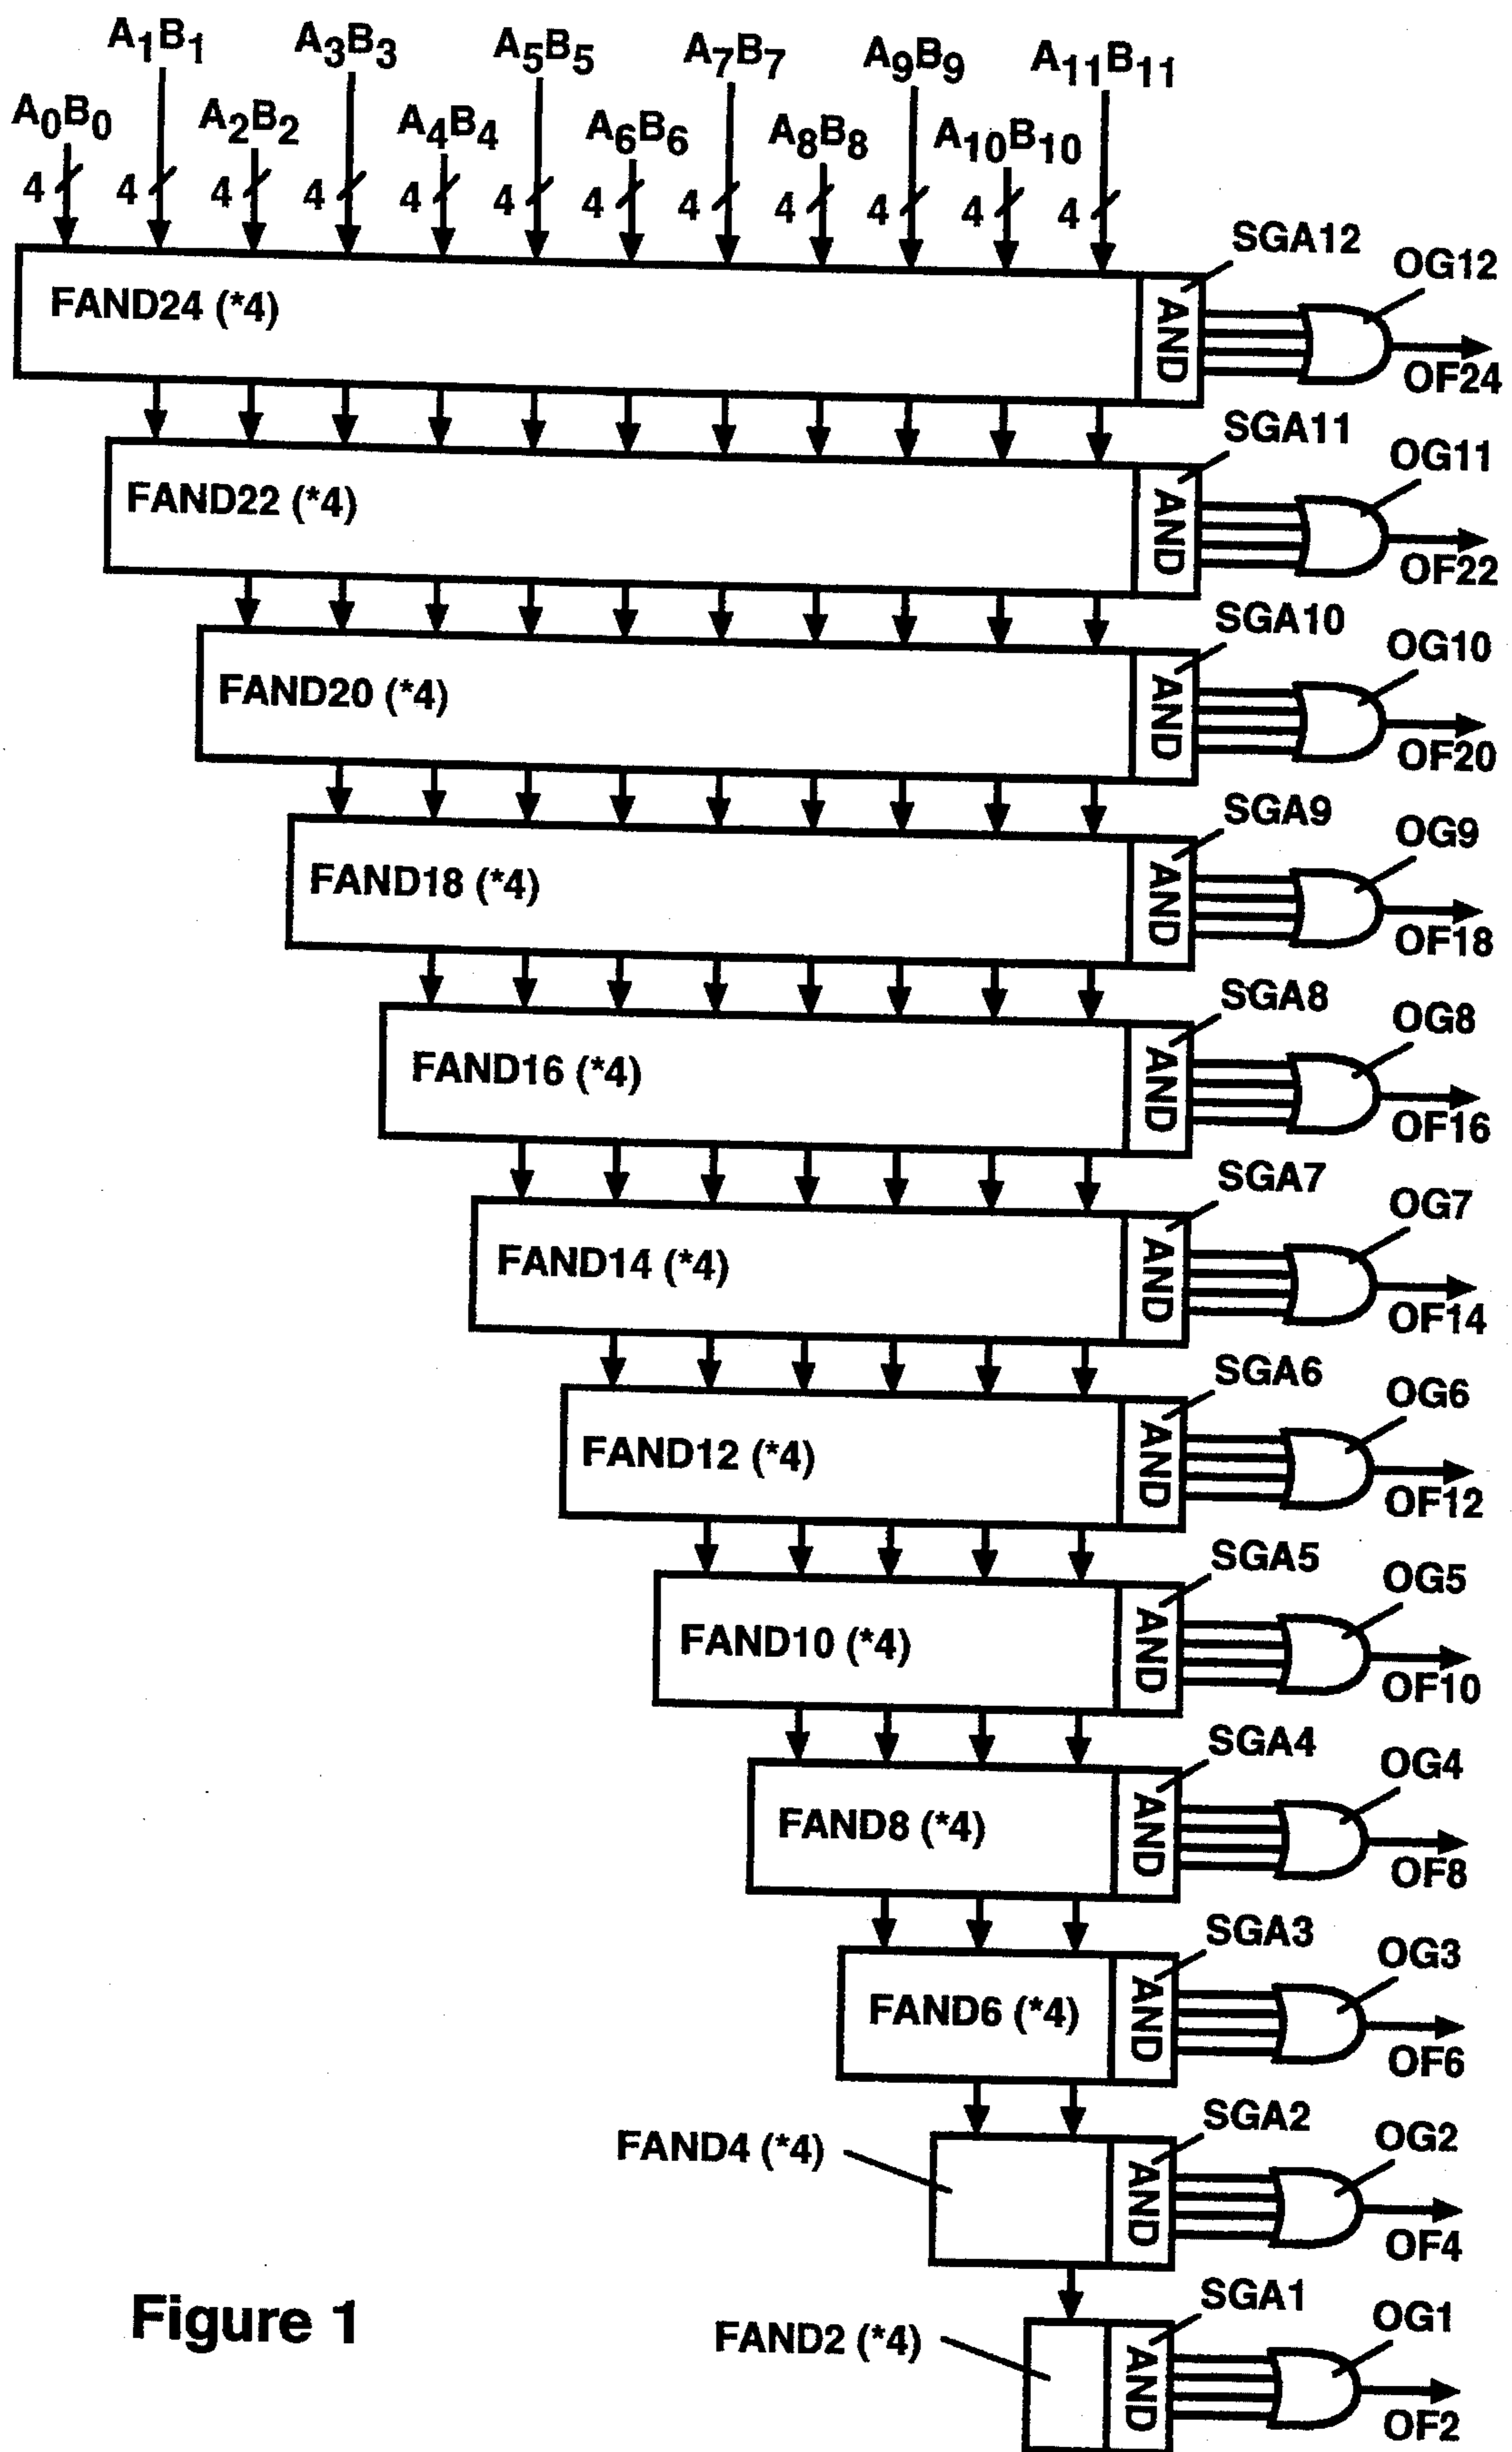 A1B1 A3B3 A5B5 A7B7 A9B9 A11B11
A0B0 A2B2 A4B4 A6B6 A8B8 A10B10
4 4 4 4 4 4 4 4 4 4 4 4
SGA12
OG12
FAND24 (*4) AND
OF24
SGA11
OG11
FAND22 (*4) AND
OF22
SGA10
OG10
FAND20 (*4) AND
OF20
SGA9
OG9
FAND18 (*4) AND
OF18
SGA8
OG8
FAND16 (*4) AND
OF16
SGA7
OG7
FAND14 (*4) AND
OF14
SGA6
OG6
FAND12 (*4) AND
OF12
SGA5
OG5
FAND10 (*4) AND
OF10
SGA4
OG4
FAND8 (*4) AND
OF8
SGA3
OG3
FAND6 (*4) AND
OF6
SGA2
OG2
FAND4 (*4) AND
OF4
SGA1
OG1
FAND2 (*4) AND
OF2
Figure 1